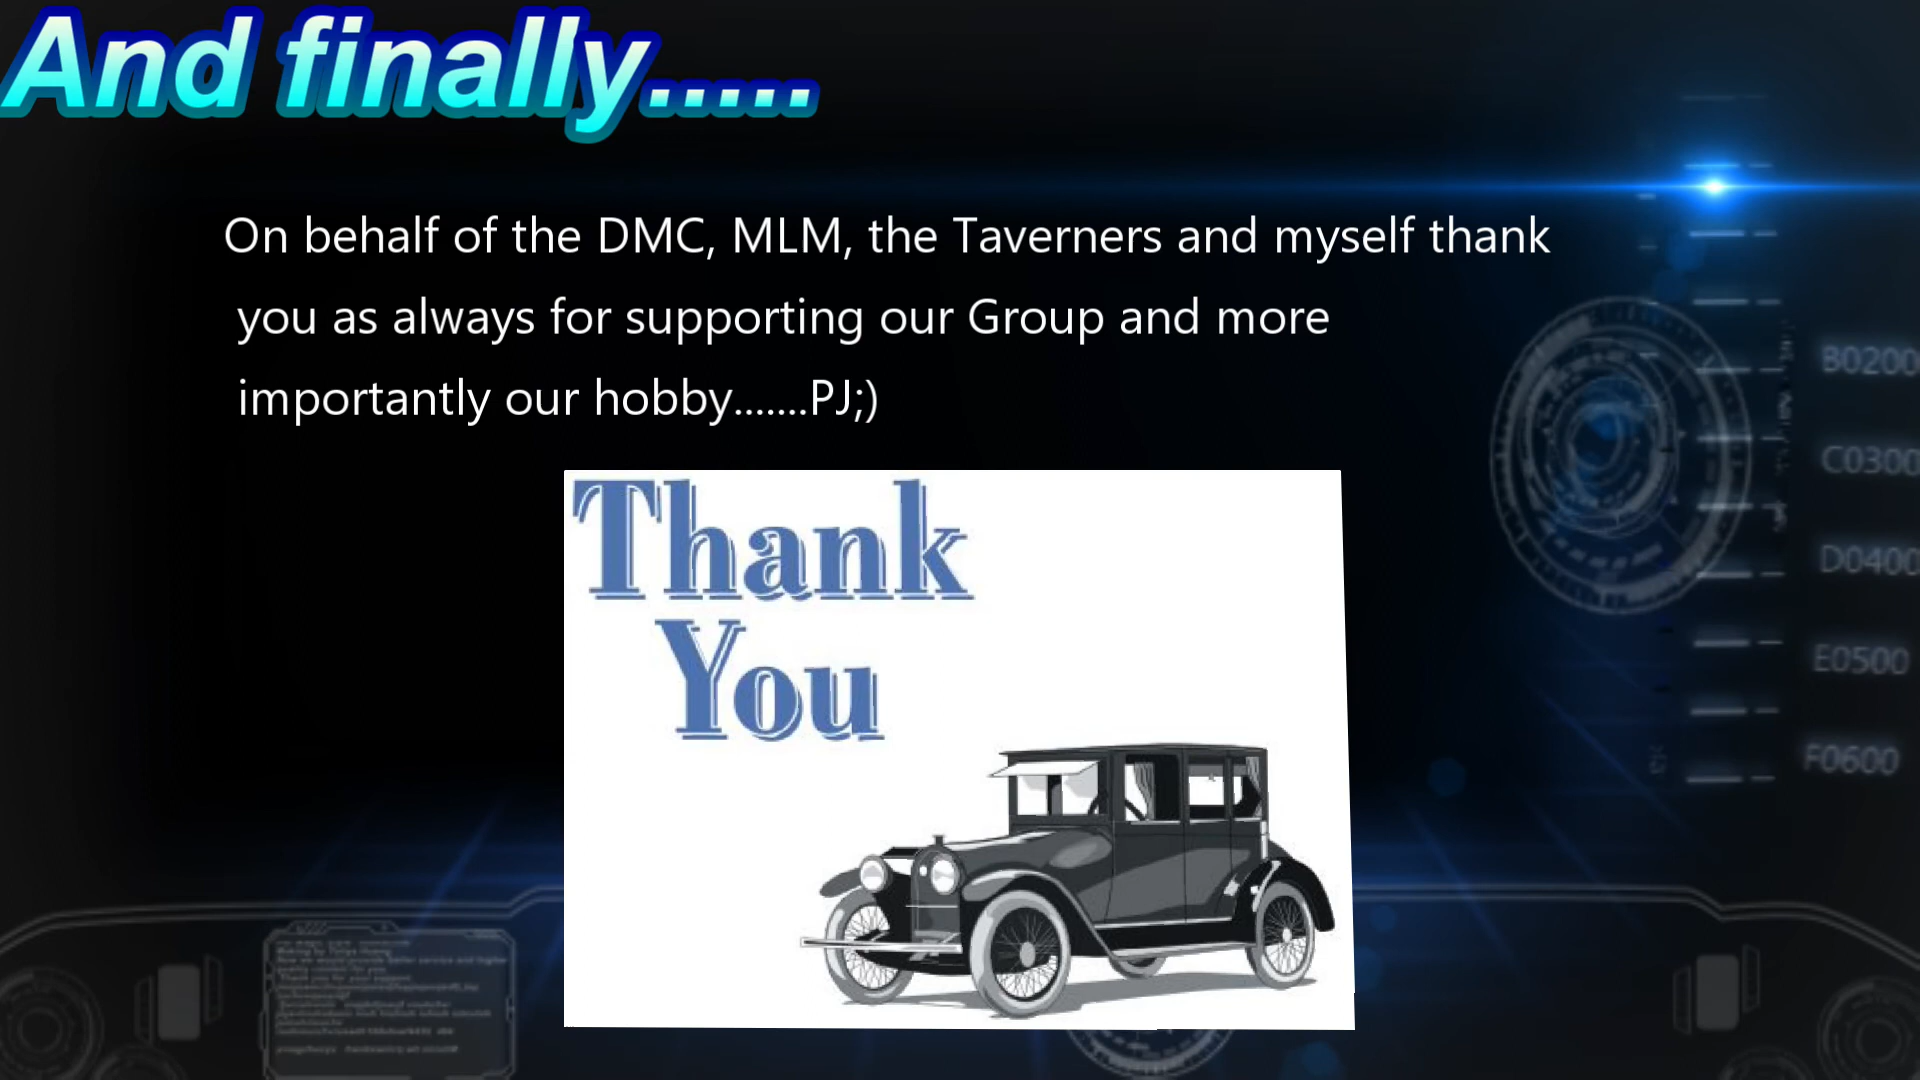 And finally.....
On behalf of the DMC, MLM, the Taverners and myself thank
you as always for supporting our Group and more
importantly our hobby.......PJ;)
Thank
You
B0200
C0300
D0400
E0500
F0600